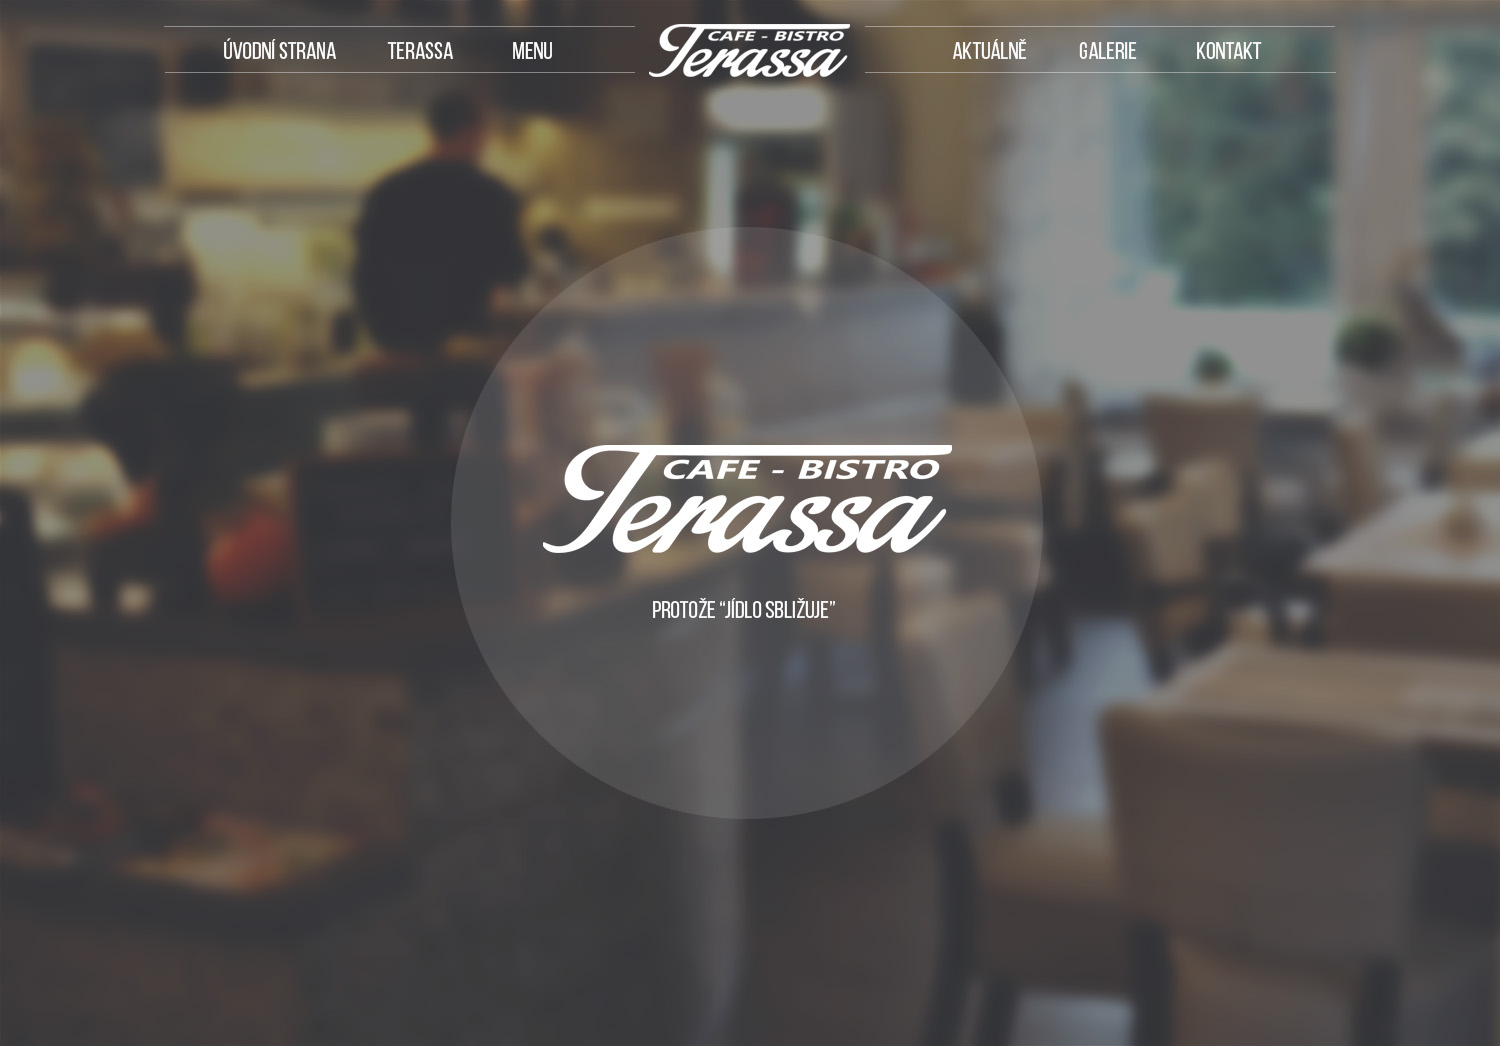 ÚVODNÍ STRANA TERASSA MENU CAFE - BISTRO Terassa AKTUÁLNĚ GALERIE KONTAKT
CAFE - BISTRO
Terassa
PROTOŽE “JÍDLO SBLIŽUJE”